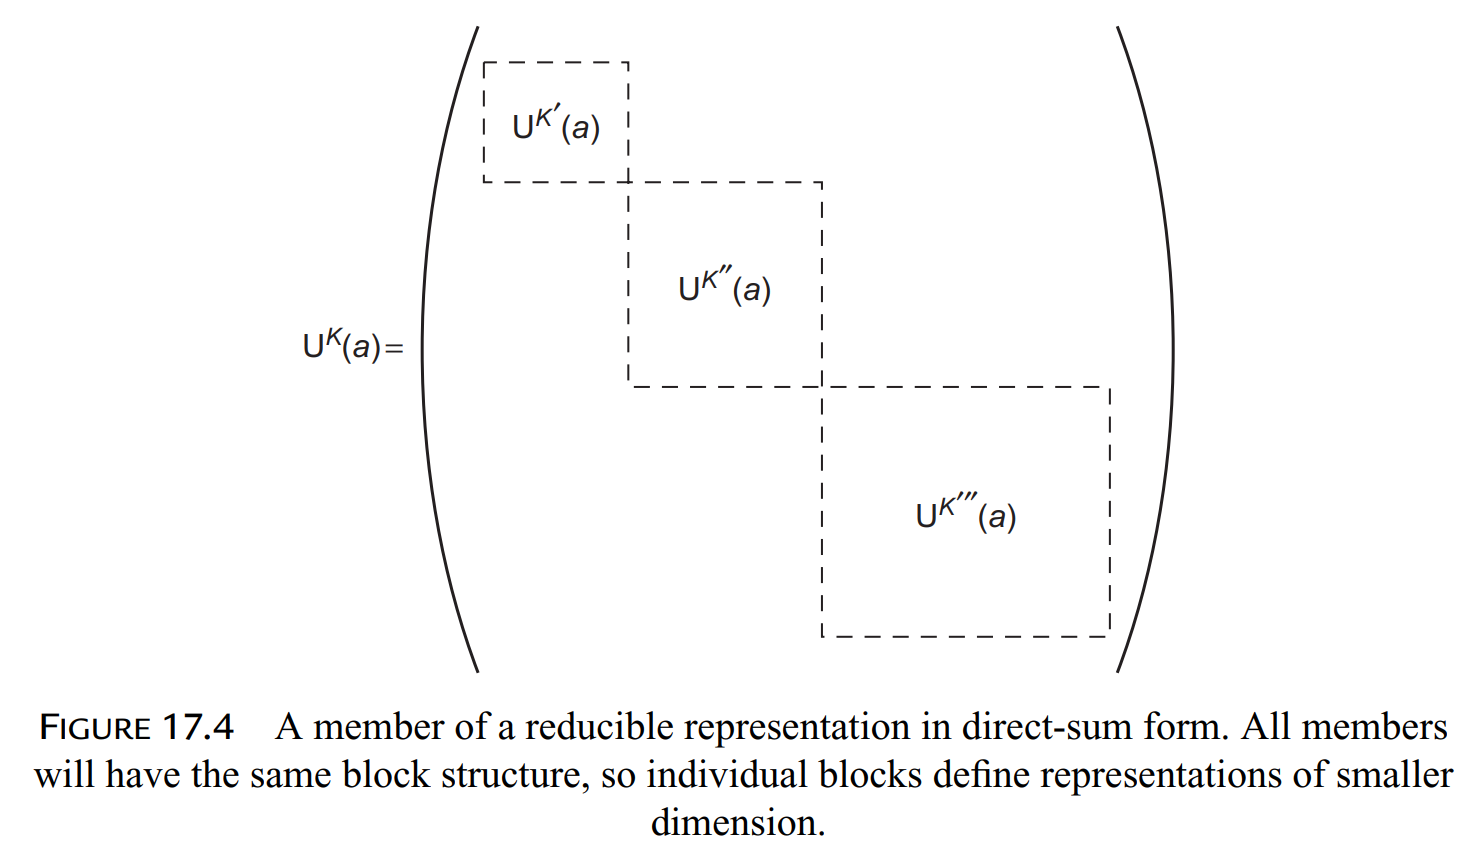 U^{K′}(a)
U^{K″}(a)
U^{K}(a)=
U^{K‴}(a)
FIGURE 17.4 A member of a reducible representation in direct-sum form. All members
will have the same block structure, so individual blocks define representations of smaller
dimension.